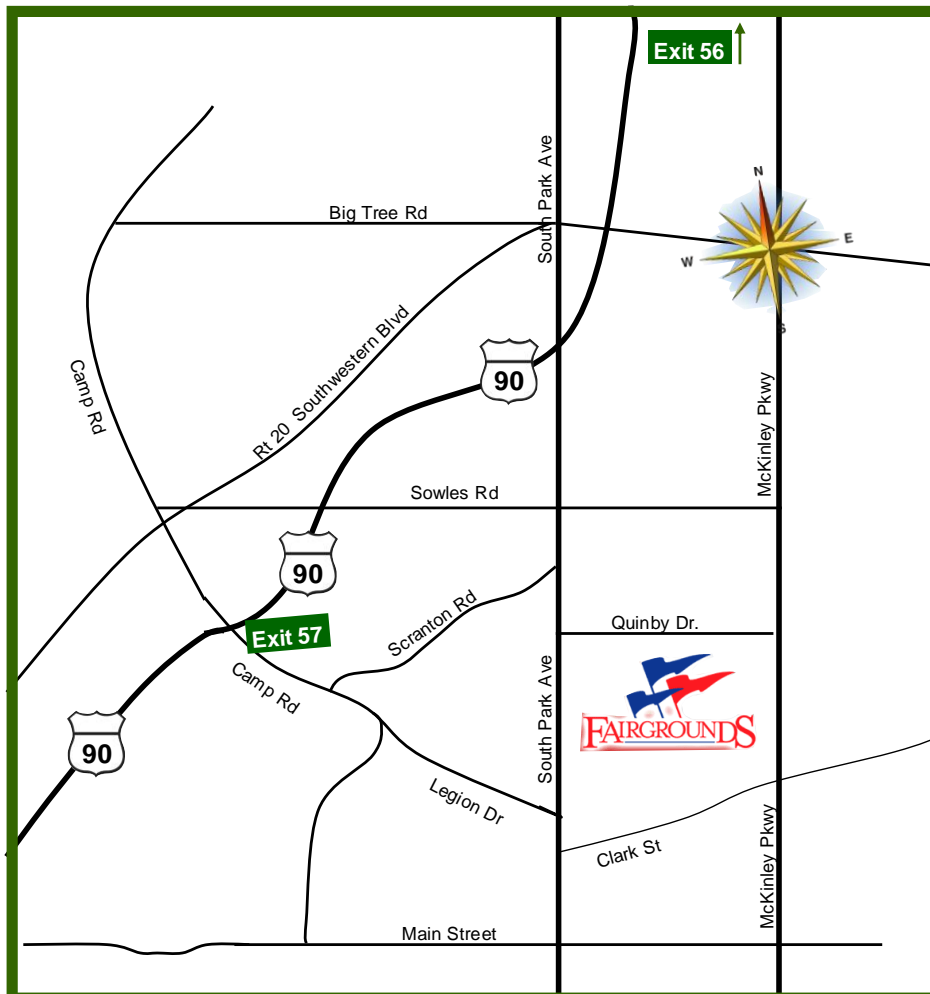 Exit 56
South Park Ave
N
Big Tree Rd
E
W
S
Rt 20 Southwestern Blvd
90
Camp Rd
McKinley Pkwy
Sowles Rd
90
Scranton Rd
Quinby Dr.
Exit 57
Camp Rd
South Park Ave
FAIRGROUNDS
90
Legion Dr
Clark St
McKinley Pkwy
Main Street